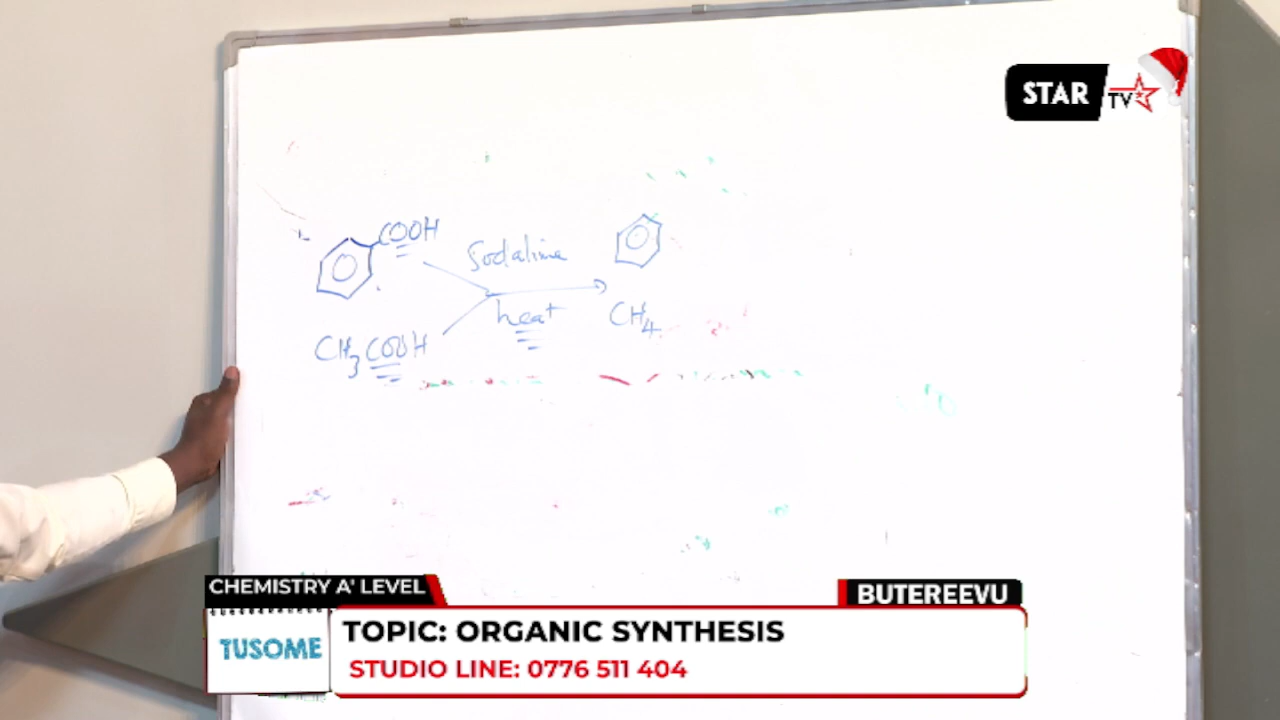 STAR
TV
COOH
Sodalime
heat
CH4
CH3COOH
CHEMISTRY A' LEVEL
BUTEREEVU
TUSOME
TOPIC: ORGANIC SYNTHESIS
STUDIO LINE: 0776 511 404